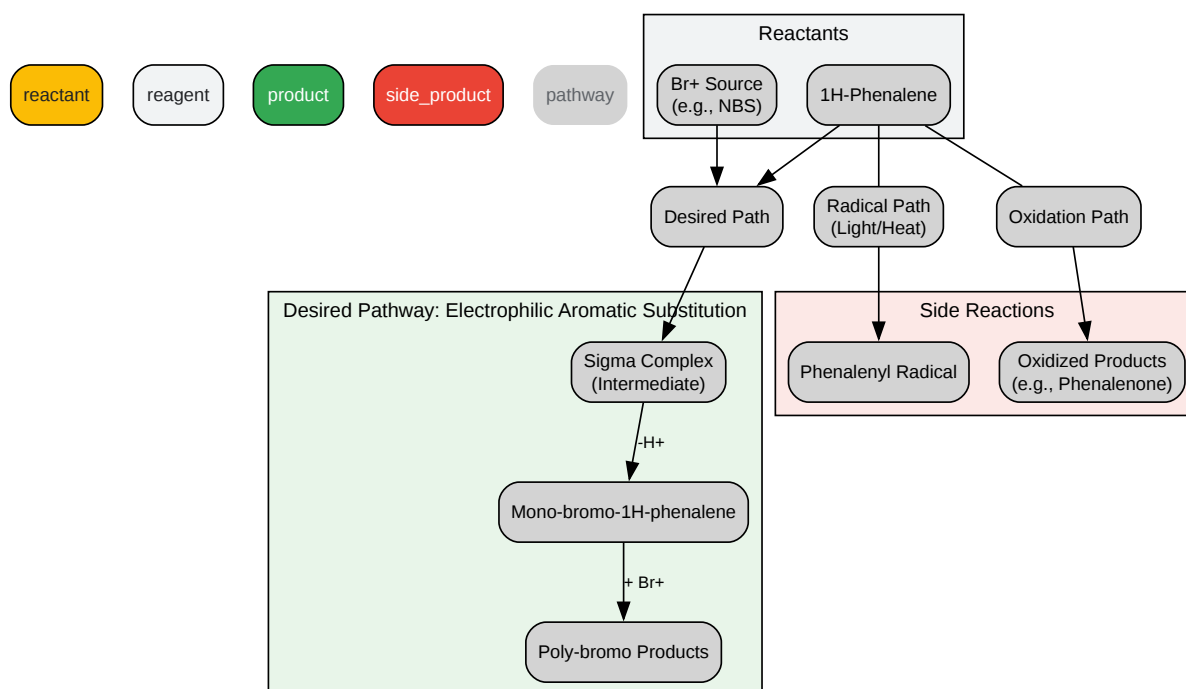 Reactants
reactant
reagent
product
side_product
pathway
Br+ Source
(e.g., NBS)
1H-Phenalene
Desired Path
Radical Path
(Light/Heat)
Oxidation Path
Desired Pathway: Electrophilic Aromatic Substitution
Side Reactions
Sigma Complex
(Intermediate)
Phenalenyl Radical
Oxidized Products
(e.g., Phenalenone)
-H+
Mono-bromo-1H-phenalene
+ Br+
Poly-bromo Products